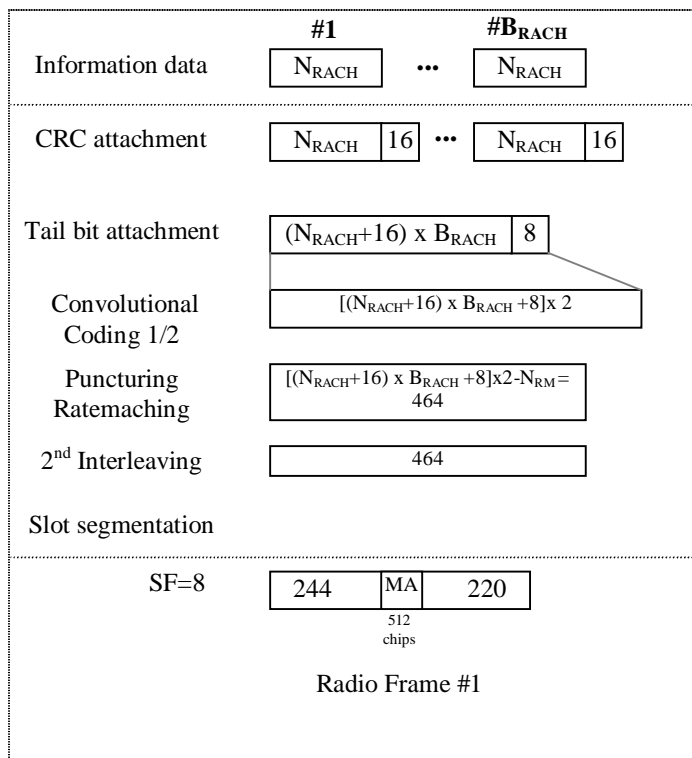 #1 #B_RACH
Information data N_RACH ... N_RACH
CRC attachment N_RACH 16 ... N_RACH 16
Tail bit attachment (N_RACH+16) x B_RACH 8
Convolutional
Coding 1/2
[(N_RACH+16) x B_RACH +8]x 2
Puncturing
Ratemaching
[(N_RACH+16) x B_RACH +8]x2-N_RM =
464
2nd Interleaving 464
Slot segmentation
SF=8 244 MA 220
512
chips
Radio Frame #1